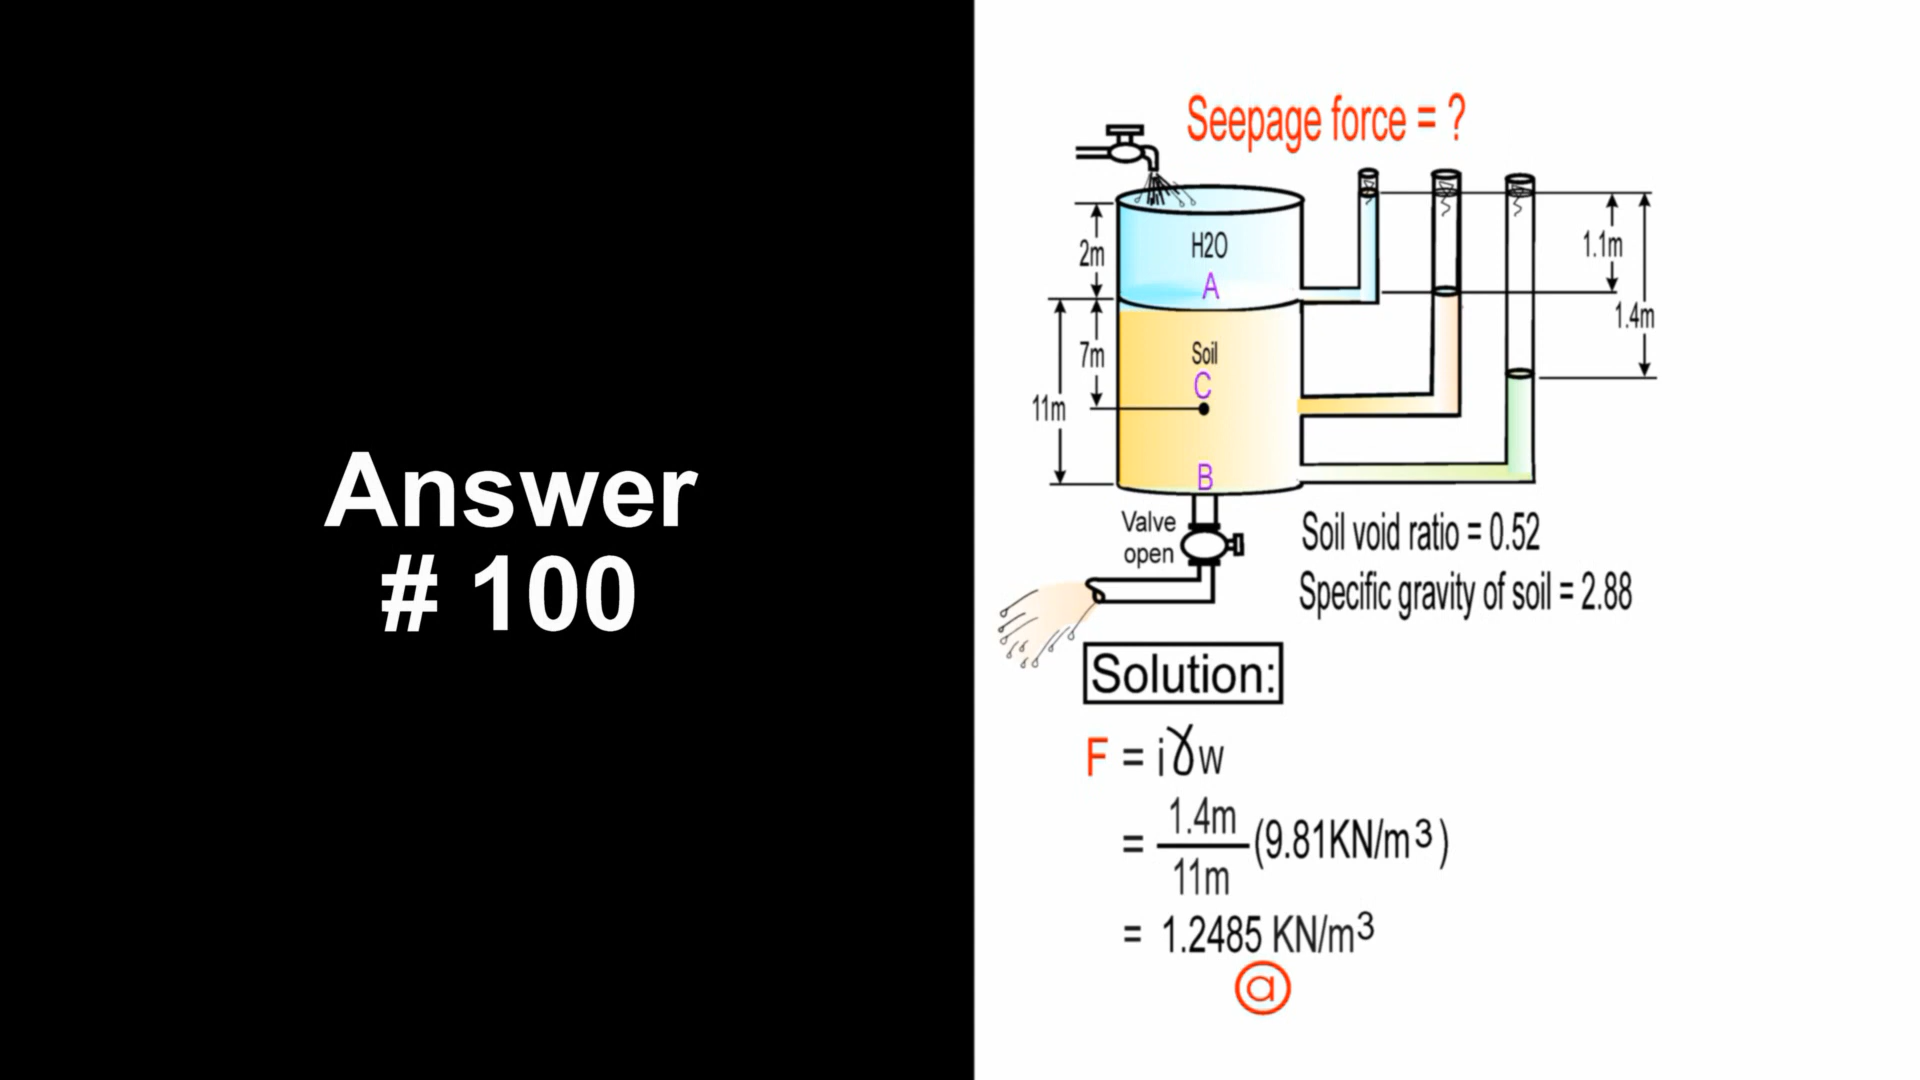 Answer
# 100
Seepage force = ?
2m
H2O
A
1.1m
1.4m
7m
Soil
C
11m
B
Valve
open
Soil void ratio = 0.52
Specific gravity of soil = 2.88
Solution:
F = iɣw
= 1.4m/11m (9.81KN/m³)
= 1.2485 KN/m³
ⓐ